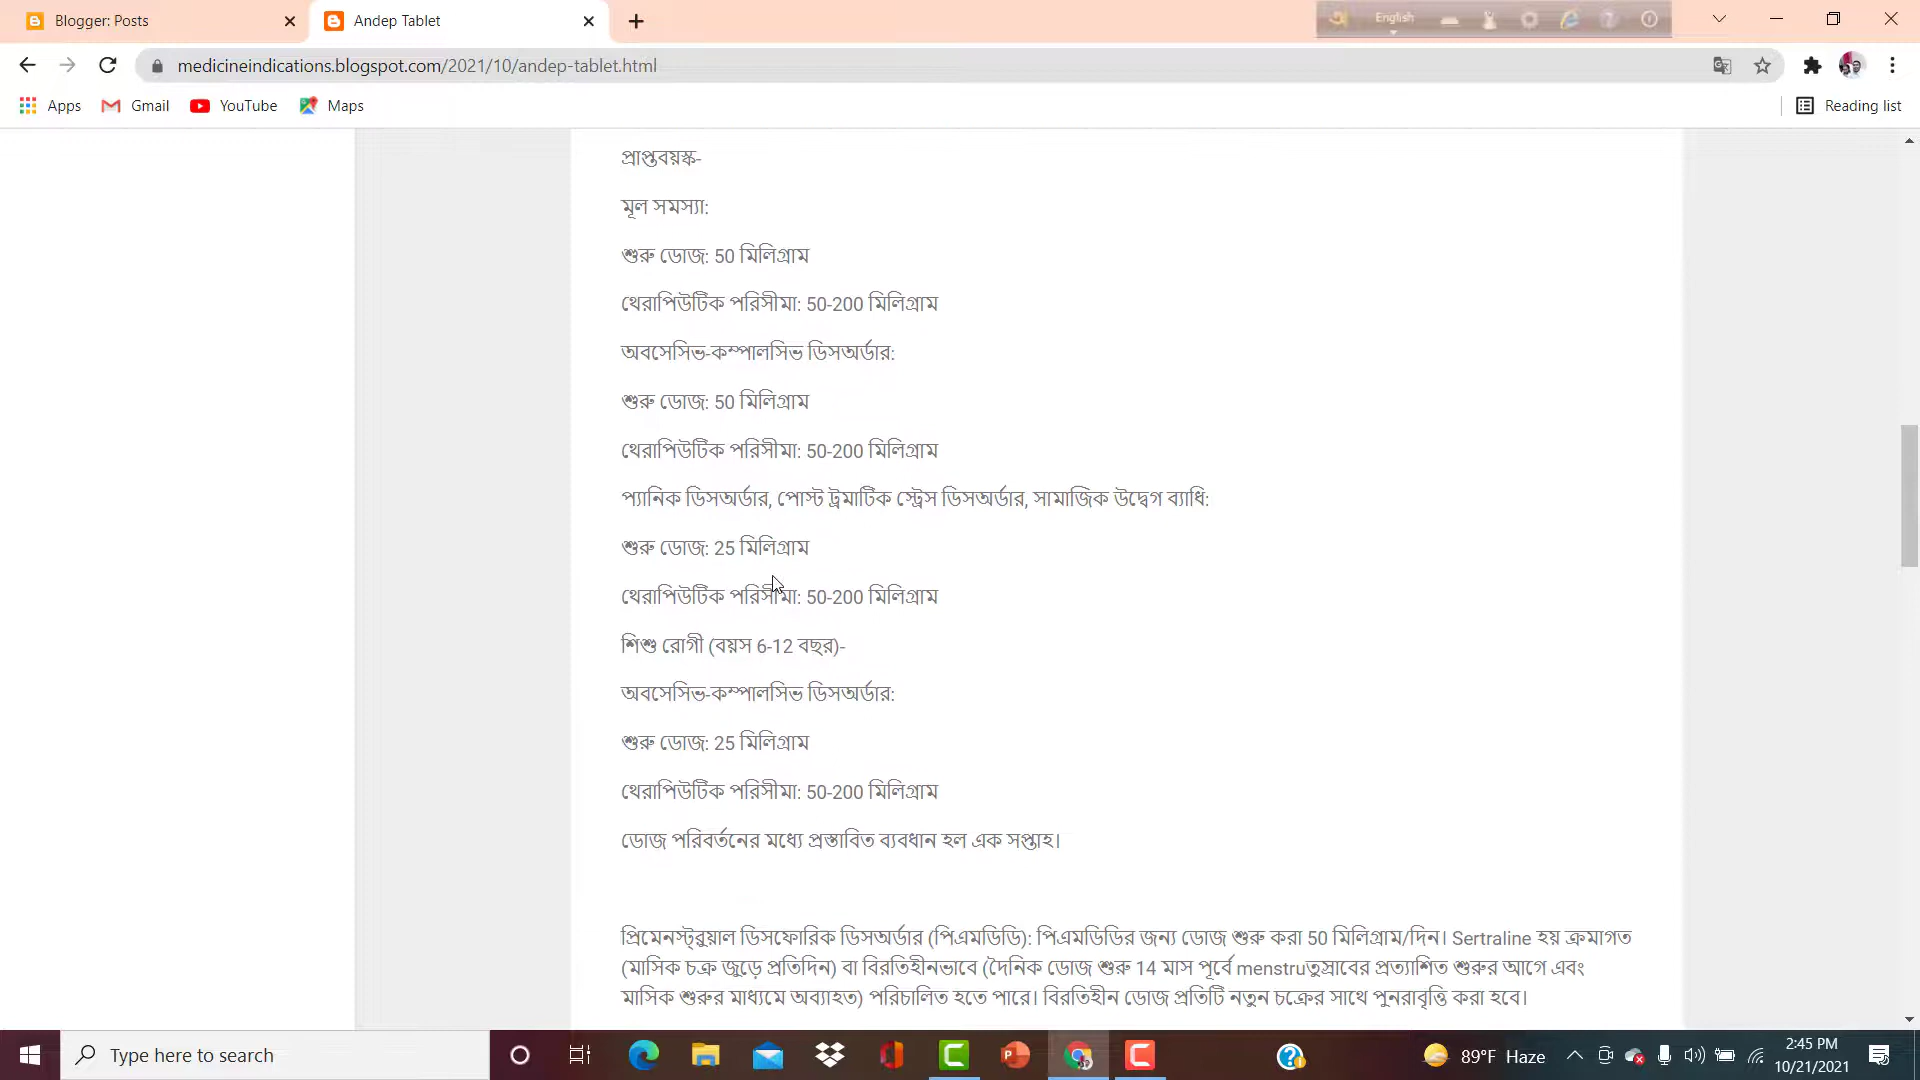 Blogger: Posts
Andep Tablet
English
medicineindications.blogspot.com/2021/10/andep-tablet.html
Apps
Gmail
YouTube
Maps
Reading list
প্রাপ্তবয়স্ক-
মূল সমস্যা:
শুরু ডোজ: 50 মিলিগ্রাম
থেরাপিউটিক পরিসীমা: 50-200 মিলিগ্রাম
অবসেসিভ-কম্পালসিভ ডিসঅর্ডার:
শুরু ডোজ: 50 মিলিগ্রাম
থেরাপিউটিক পরিসীমা: 50-200 মিলিগ্রাম
প্যানিক ডিসঅর্ডার, পোস্ট ট্রমাটিক স্ট্রেস ডিসঅর্ডার, সামাজিক উদ্বেগ ব্যাধি:
শুরু ডোজ: 25 মিলিগ্রাম
থেরাপিউটিক পরিসীমা: 50-200 মিলিগ্রাম
শিশু রোগী (বয়স 6-12 বছর)-
অবসেসিভ-কম্পালসিভ ডিসঅর্ডার:
শুরু ডোজ: 25 মিলিগ্রাম
থেরাপিউটিক পরিসীমা: 50-200 মিলিগ্রাম
ডোজ পরিবর্তনের মধ্যে প্রস্তাবিত ব্যবধান হল এক সপ্তাহ।
প্রিমেনস্ট্রুয়াল ডিসফোরিক ডিসঅর্ডার (পিএমডিডি): পিএমডিডির জন্য ডোজ শুরু করা 50 মিলিগ্রাম/দিন। Sertraline হয় ক্রমাগত
(মাসিক চক্র জুড়ে প্রতিদিন) বা বিরতিহীনভাবে (দৈনিক ডোজ শুরু 14 মাস পূর্বে menstruতুস্রাবের প্রত্যাশিত শুরুর আগে এবং
মাসিক শুরুর মাধ্যমে অব্যাহত) পরিচালিত হতে পারে। বিরতিহীন ডোজ প্রতিটি নতুন চক্রের সাথে পুনরাবৃত্তি করা হবে।
Type here to search
89°F Haze
2:45 PM
10/21/2021